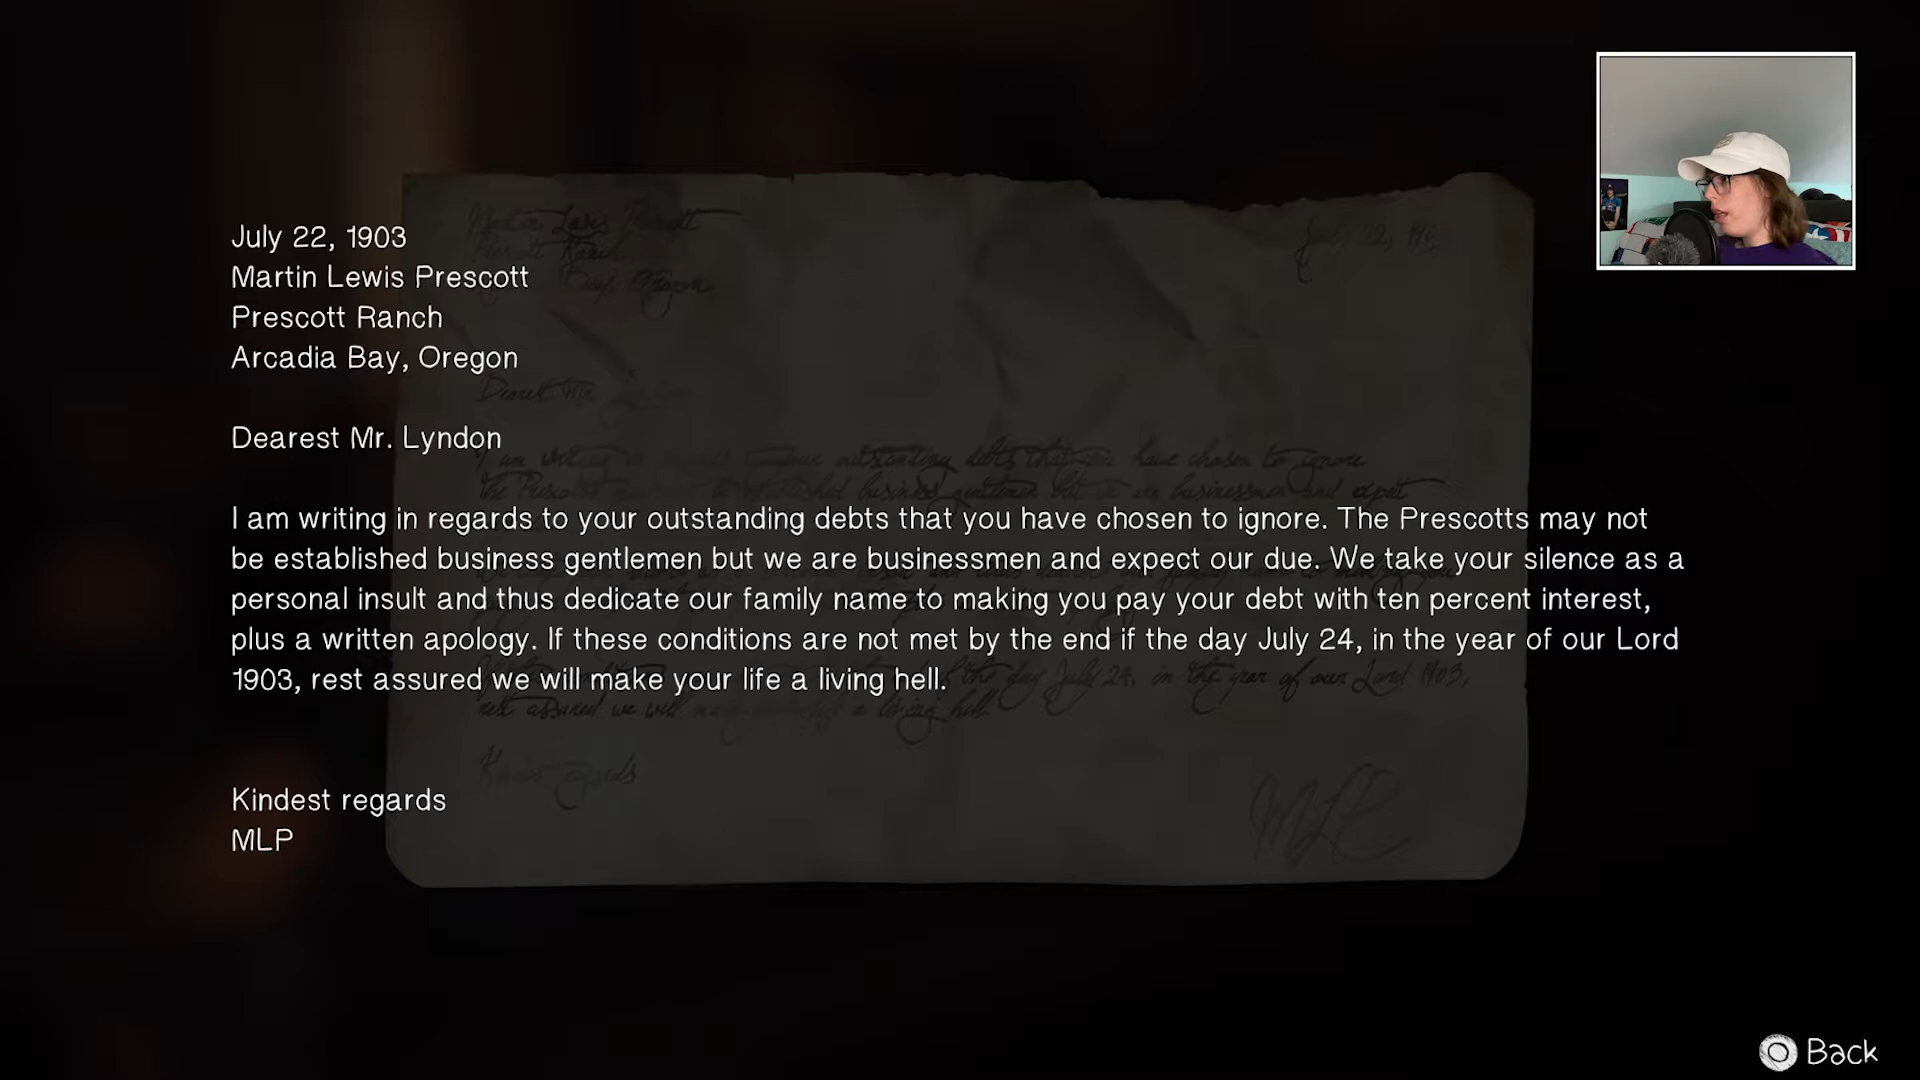 July 22, 1903
Martin Lewis Prescott
Prescott Ranch
Arcadia Bay, Oregon
Dearest Mr. Lyndon
I am writing in regards to your outstanding debts that you have chosen to ignore. The Prescotts may not
be established business gentlemen but we are businessmen and expect our due. We take your silence as a
personal insult and thus dedicate our family name to making you pay your debt with ten percent interest,
plus a written apology. If these conditions are not met by the end if the day July 24, in the year of our Lord
1903, rest assured we will make your life a living hell.
Kindest regards
MLP
Back